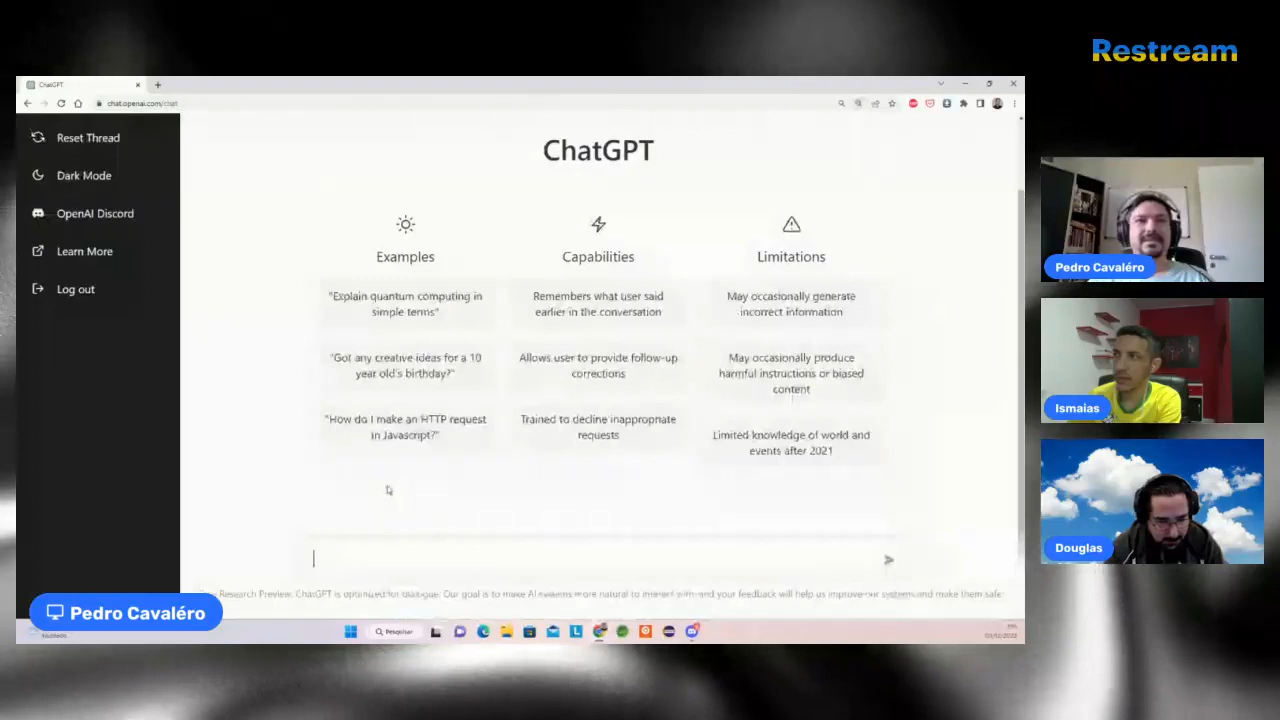 Restream
ChatGPT
chat.openai.com/chat
Reset Thread
Dark Mode
OpenAI Discord
Learn More
Log out
ChatGPT
Examples
"Explain quantum computing in
simple terms"
"Got any creative ideas for a 10
year old's birthday?"
"How do I make an HTTP request
in Javascript?"
Capabilities
Remembers what user said
earlier in the conversation
Allows user to provide follow-up
corrections
Trained to decline inappropriate
requests
Limitations
May occasionally generate
incorrect information
May occasionally produce
harmful instructions or biased
content
Limited knowledge of world and
events after 2021
Research Preview. ChatGPT is optimized for dialogue. Our goal is to make AI systems more natural to interact with, and your feedback will help us improve our systems and make them safe
Pedro Cavaléro
Pesquisar
Pedro Cavaléro
Ismaias
Douglas